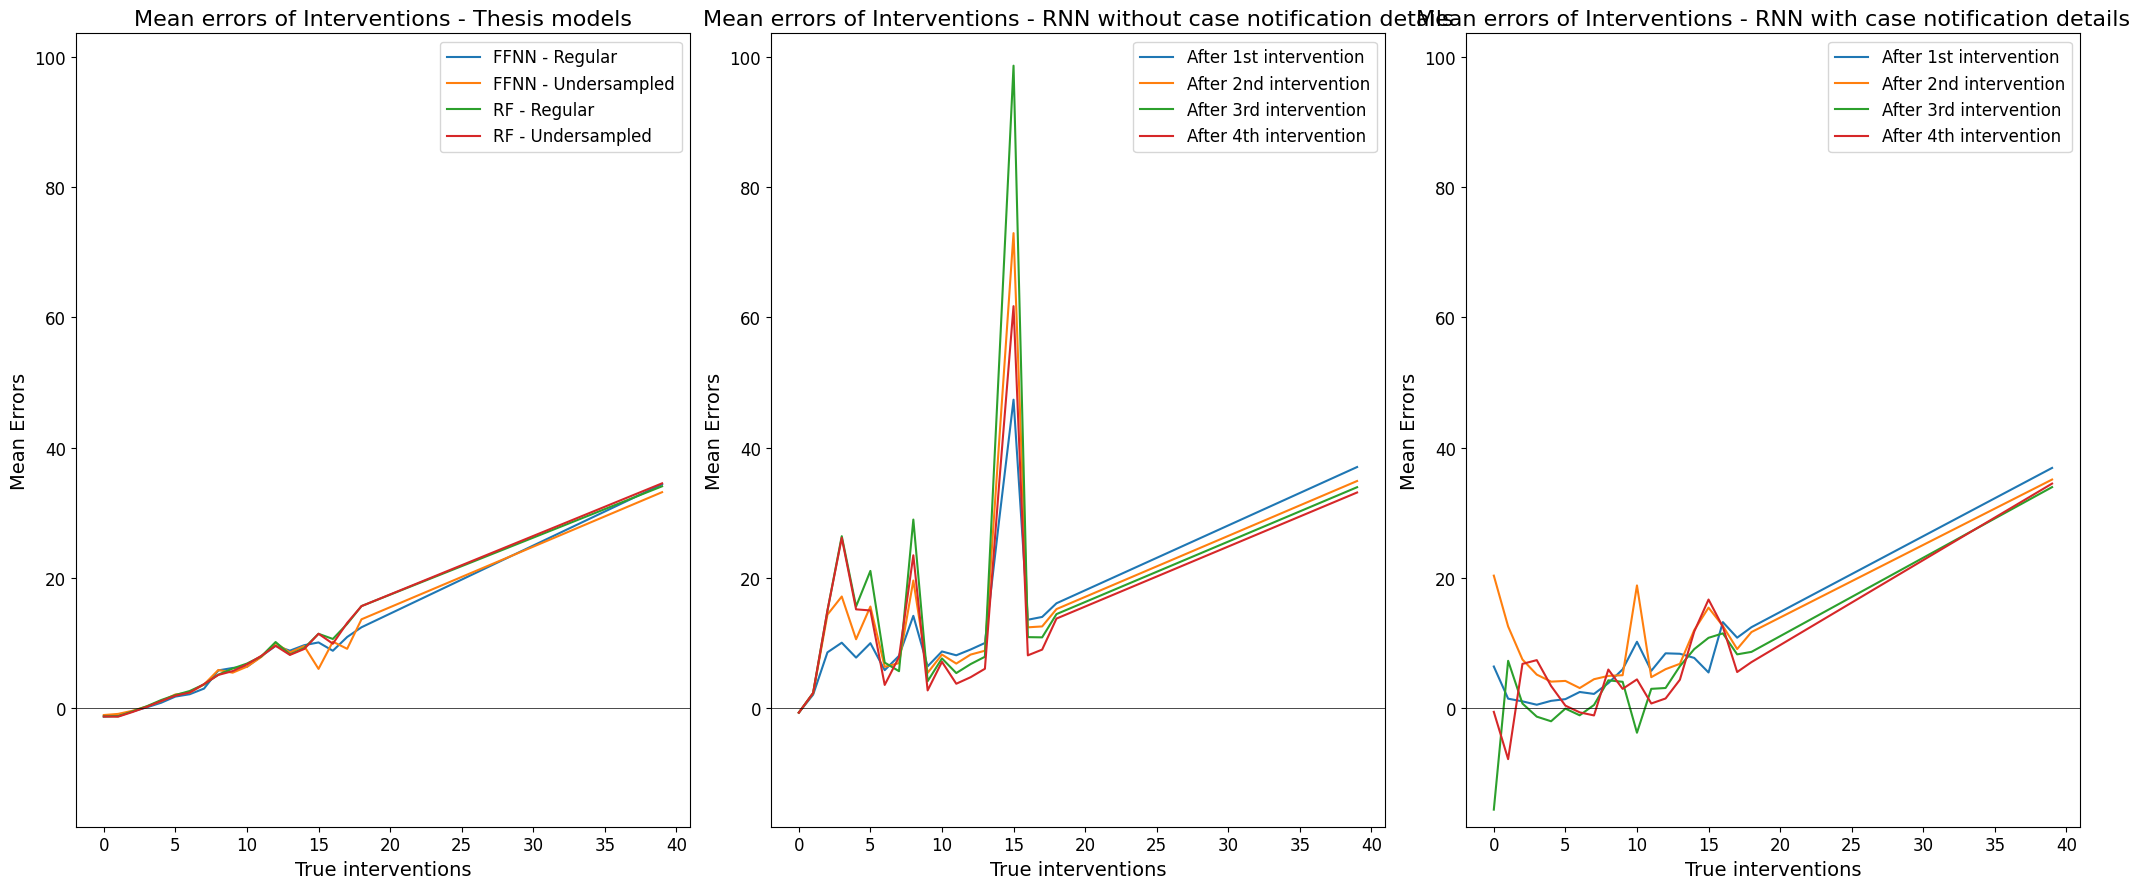 Mean errors of Interventions - Thesis models
100
80
60
40
20
0
Mean Errors
0 5 10 15 20 25 30 35 40
True interventions
FFNN - Regular
FFNN - Undersampled
RF - Regular
RF - Undersampled
Mean errors of Interventions - RNN without case notification details
100
80
60
40
20
0
Mean Errors
0 5 10 15 20 25 30 35 40
True interventions
After 1st intervention
After 2nd intervention
After 3rd intervention
After 4th intervention
Mean errors of Interventions - RNN with case notification details
100
80
60
40
20
0
Mean Errors
0 5 10 15 20 25 30 35 40
True interventions
After 1st intervention
After 2nd intervention
After 3rd intervention
After 4th intervention